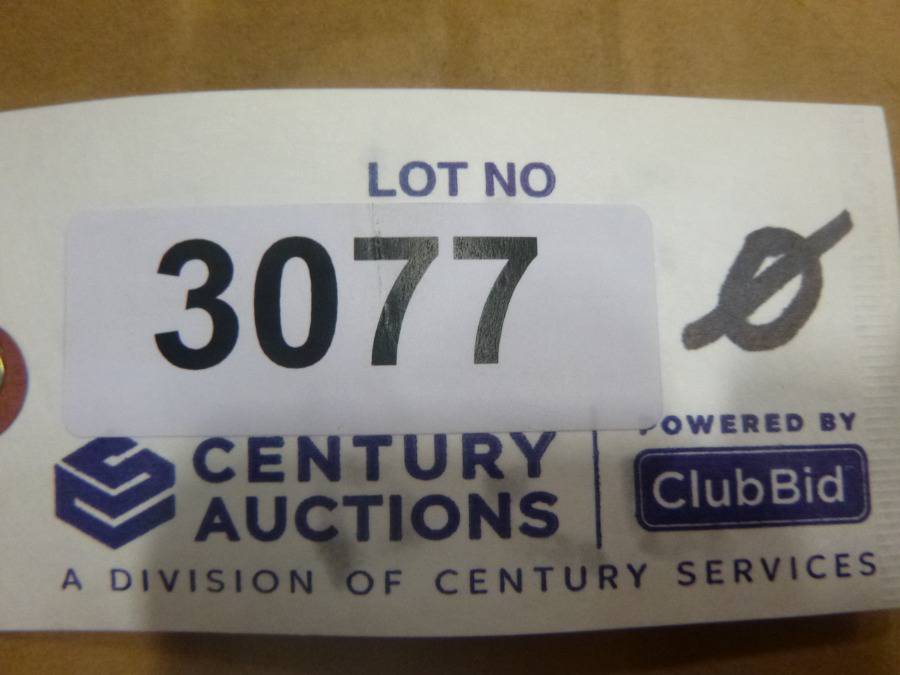 LOT NO
3077
Ø
CENTURY
AUCTIONS
POWERED BY
ClubBid
A DIVISION OF CENTURY SERVICES